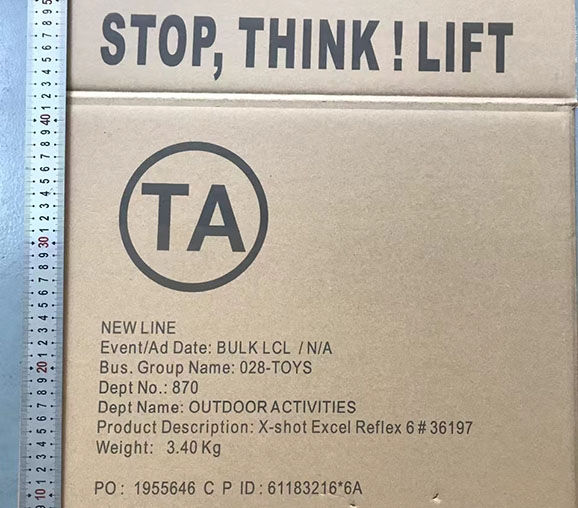 STOP, THINK ! LIFT
TA
NEW LINE
Event/Ad Date: BULK LCL / N/A
Bus. Group Name: 028-TOYS
Dept No.: 870
Dept Name: OUTDOOR ACTIVITIES
Product Description: X-shot Excel Reflex 6 # 36197
Weight: 3.40 Kg
PO : 1955646 C P ID : 61183216*6A